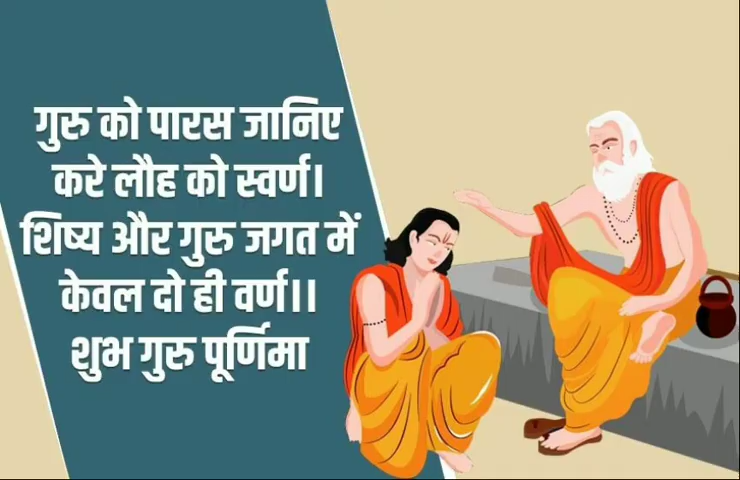 गुरु को पारस जानिए
करे लौह को स्वर्ण।
शिष्य और गुरु जगत में
केवल दो ही वर्ण।।
शुभ गुरु पूर्णिमा